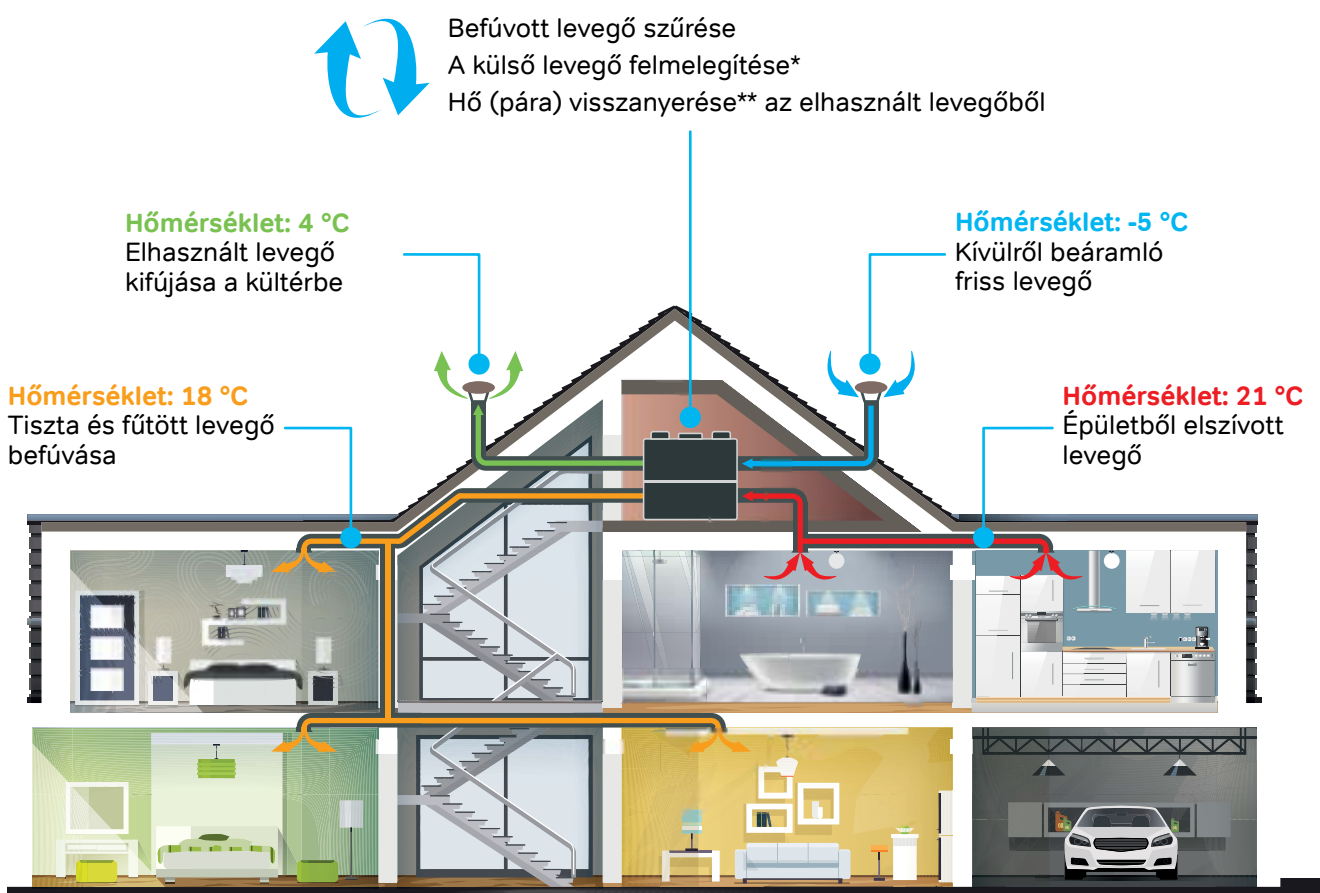 Befúvott levegő szűrése
A külső levegő felmelegítése*
Hő (pára) visszanyerése** az elhasznált levegőből
Hőmérséklet: 4 °C
Elhasznált levegő
kifújása a kültérbe
Hőmérséklet: -5 °C
Kívülről beáramló
friss levegő
Hőmérséklet: 18 °C
Tiszta és fűtött levegő
befúvása
Hőmérséklet: 21 °C
Épületből elszívott
levegő